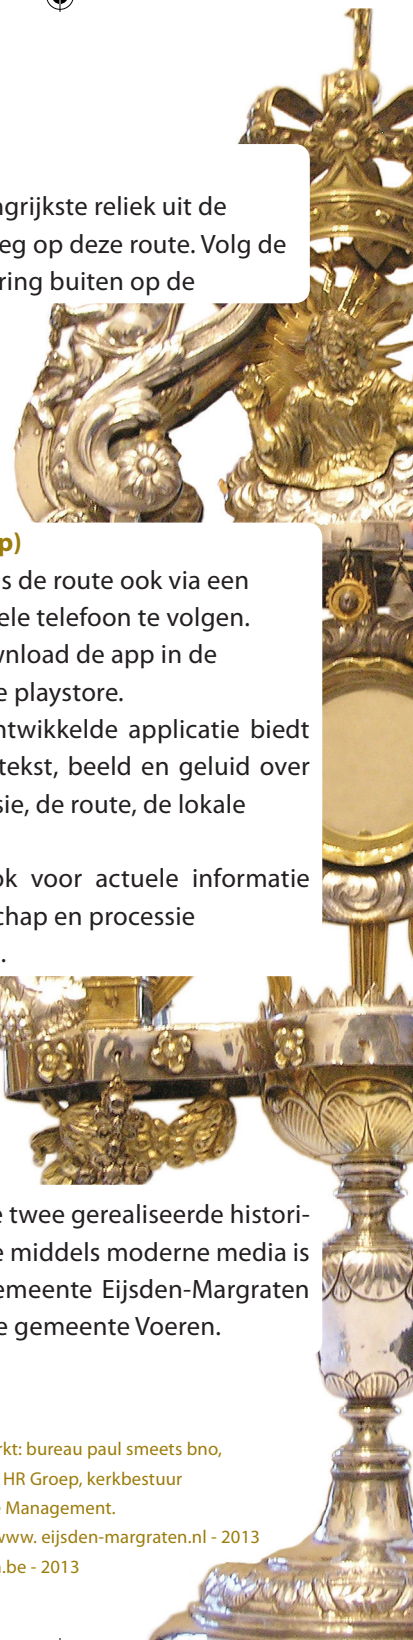 ngrijkste reliek uit de
eg op deze route. Volg de
ring buiten op de
p)
s de route ook via een
ele telefoon te volgen.
wnload de app in de
e playstore.
ntwikkelde applicatie biedt
tekst, beeld en geluid over
sie, de route, de lokale
ok voor actuele informatie
chap en processie
.
e twee gerealiseerde histori-
e middels moderne media is
emeente Eijsden-Margraten
e gemeente Voeren.
rkt: bureau paul smeets bno,
HR Groep, kerkbestuur
e Management.
www. eijsden-margraten.nl - 2013
n.be - 2013